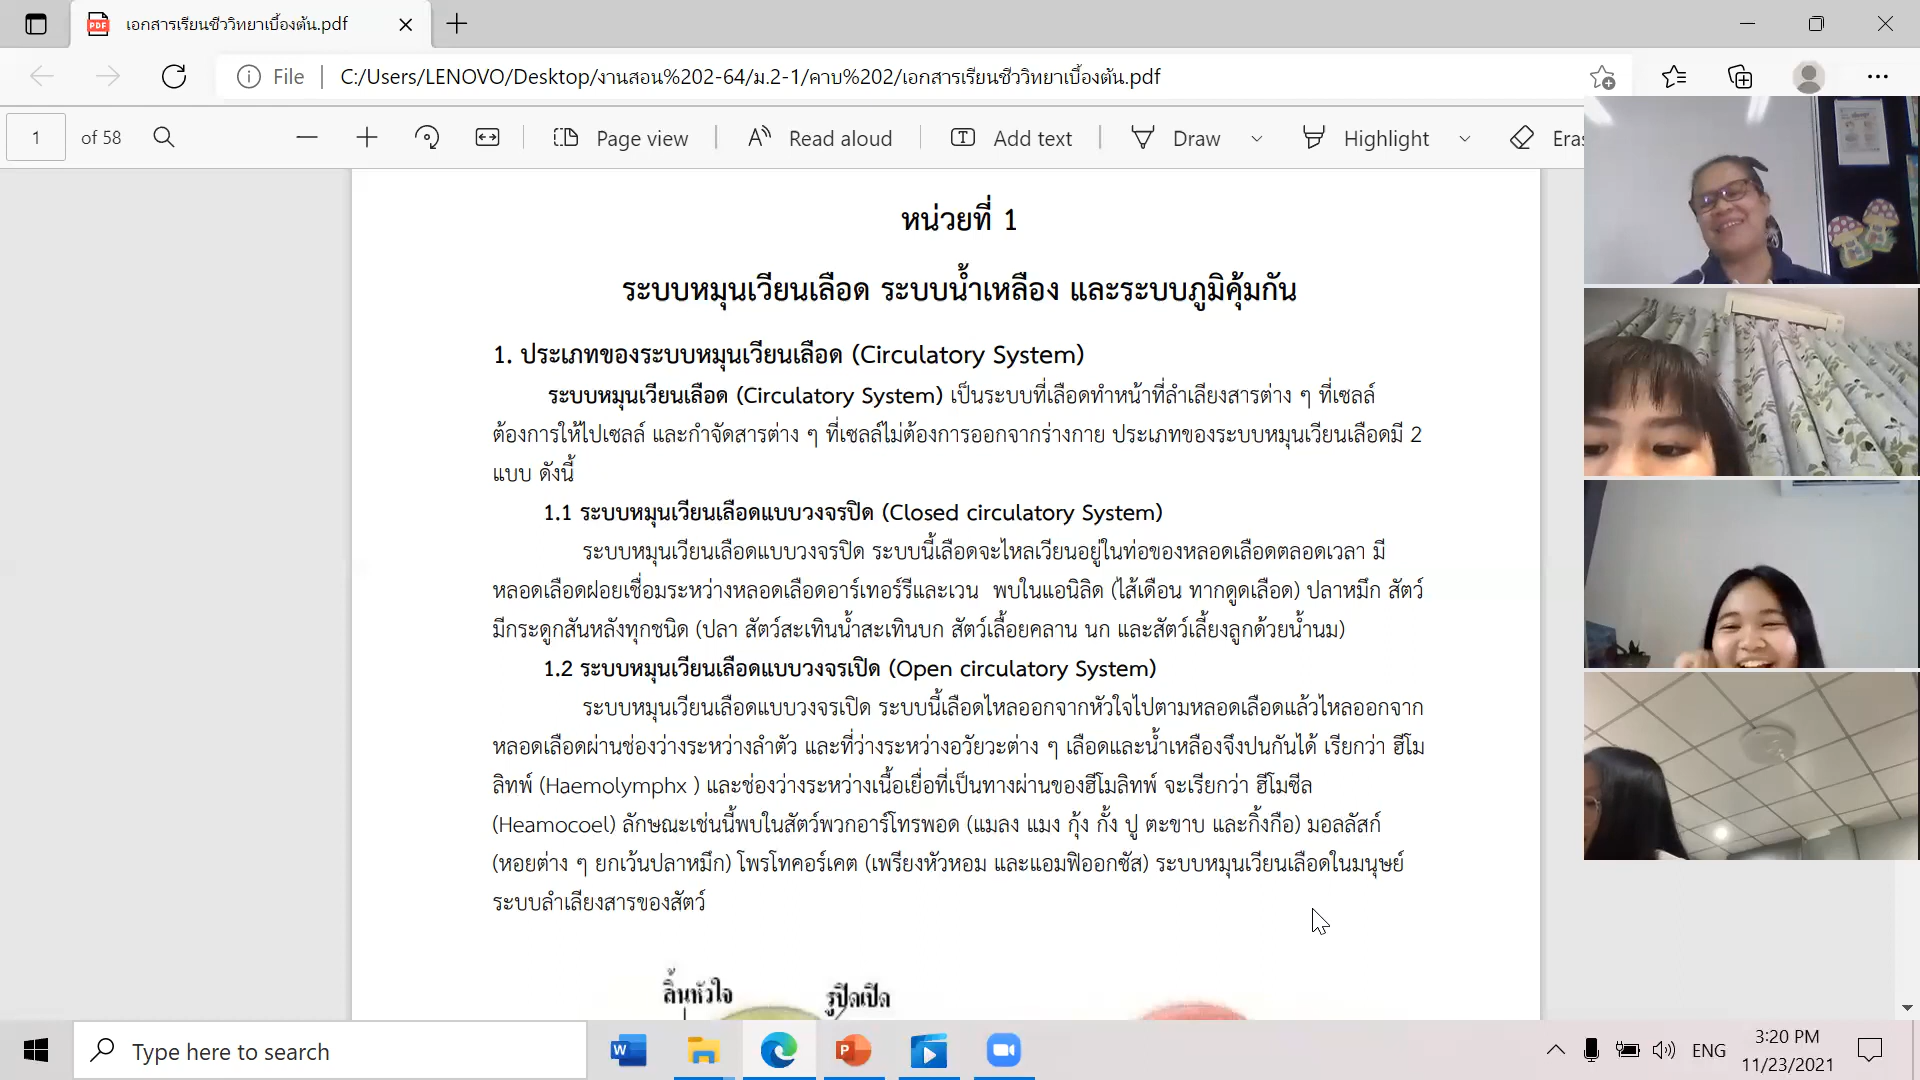 เอกสารเรียนชีววิทยาเบื้องต้น.pdf
File
C:/Users/LENOVO/Desktop/งานสอน%202-64/ม.2-1/คาบ%202/เอกสารเรียนชีววิทยาเบื้องต้น.pdf
1 of 58 Page view Read aloud Add text Draw Highlight Eras
หน่วยที่ 1
ระบบหมุนเวียนเลือด ระบบน้ำเหลือง และระบบภูมิคุ้มกัน
1. ประเภทของระบบหมุนเวียนเลือด (Circulatory System)
ระบบหมุนเวียนเลือด (Circulatory System) เป็นระบบที่เลือดทำหน้าที่ลำเลียงสารต่าง ๆ ที่เซลล์
ต้องการให้ไปเซลล์ และกำจัดสารต่าง ๆ ที่เซลล์ไม่ต้องการออกจากร่างกาย ประเภทของระบบหมุนเวียนเลือดมี 2
แบบ ดังนี้
1.1 ระบบหมุนเวียนเลือดแบบวงจรปิด (Closed circulatory System)
ระบบหมุนเวียนเลือดแบบวงจรปิด ระบบนี้เลือดจะไหลเวียนอยู่ในท่อของหลอดเลือดตลอดเวลา มี
หลอดเลือดฝอยเชื่อมระหว่างหลอดเลือดอาร์เทอร์รีและเวน พบในแอนิลิด (ไส้เดือน ทากดูดเลือด) ปลาหมึก สัตว์
มีกระดูกสันหลังทุกชนิด (ปลา สัตว์สะเทินน้ำสะเทินบก สัตว์เลื้อยคลาน นก และสัตว์เลี้ยงลูกด้วยน้ำนม)
1.2 ระบบหมุนเวียนเลือดแบบวงจรเปิด (Open circulatory System)
ระบบหมุนเวียนเลือดแบบวงจรเปิด ระบบนี้เลือดไหลออกจากหัวใจไปตามหลอดเลือดแล้วไหลออกจาก
หลอดเลือดผ่านช่องว่างระหว่างลำตัว และที่ว่างระหว่างอวัยวะต่าง ๆ เลือดและน้ำเหลืองจึงปนกันได้ เรียกว่า ฮีโม
ลิทพ์ (Haemolymphx ) และช่องว่างระหว่างเนื้อเยื่อที่เป็นทางผ่านของฮีโมลิทพ์ จะเรียกว่า ฮีโมซีล
(Heamocoel) ลักษณะเช่นนี้พบในสัตว์พวกอาร์โทรพอด (แมลง แมง กุ้ง กั้ง ปู ตะขาบ และกิ้งกือ) มอลลัสก์
(หอยต่าง ๆ ยกเว้นปลาหมึก) โพรโทคอร์เคต (เพรียงหัวหอม และแอมฟิออกซัส) ระบบหมุนเวียนเลือดในมนุษย์
ระบบลำเลียงสารของสัตว์
ลิ้นหัวใจ รูปิดเปิด
Type here to search
ENG
3:20 PM
11/23/2021